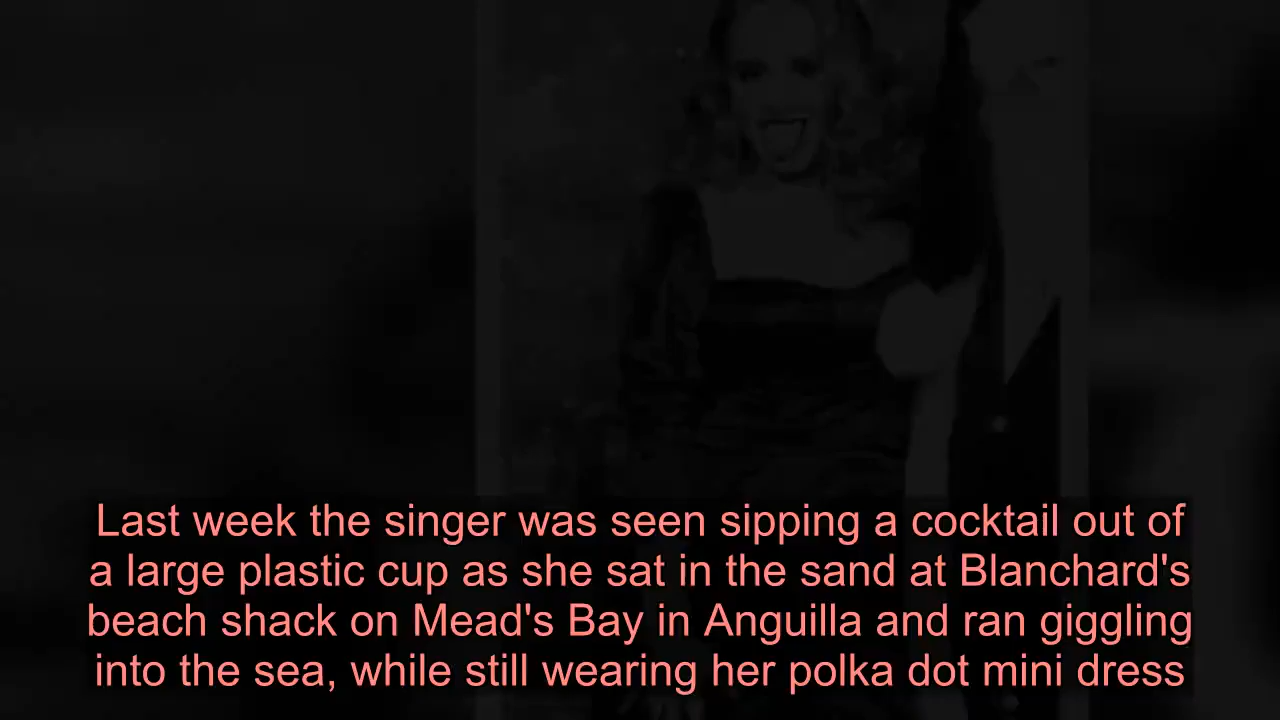 Last week the singer was seen sipping a cocktail out of
a large plastic cup as she sat in the sand at Blanchard's
beach shack on Mead's Bay in Anguilla and ran giggling
into the sea, while still wearing her polka dot mini dress